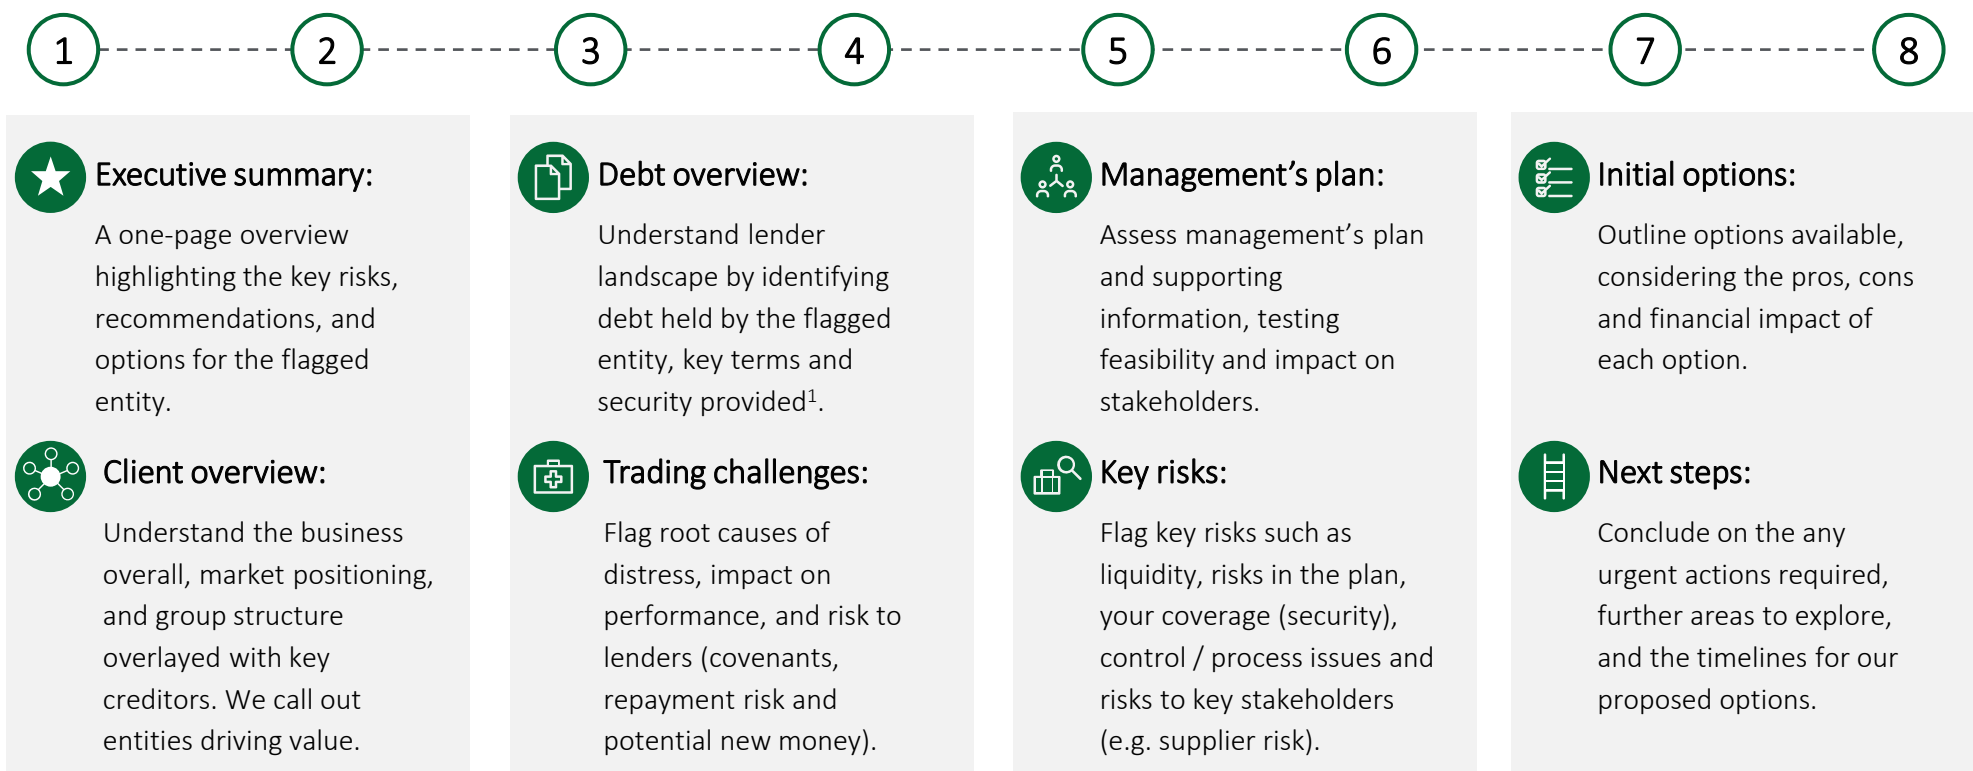 1 2 3 4 5 6 7 8
Executive summary:
A one-page overview
highlighting the key risks,
recommendations, and
options for the flagged
entity.
Client overview:
Understand the business
overall, market positioning,
and group structure
overlayed with key
creditors. We call out
entities driving value.
Debt overview:
Understand lender
landscape by identifying
debt held by the flagged
entity, key terms and
security provided¹.
Trading challenges:
Flag root causes of
distress, impact on
performance, and risk to
lenders (covenants,
repayment risk and
potential new money).
Management’s plan:
Assess management’s plan
and supporting
information, testing
feasibility and impact on
stakeholders.
Key risks:
Flag key risks such as
liquidity, risks in the plan,
your coverage (security),
control / process issues and
risks to key stakeholders
(e.g. supplier risk).
Initial options:
Outline options available,
considering the pros, cons
and financial impact of
each option.
Next steps:
Conclude on the any
urgent actions required,
further areas to explore,
and the timelines for our
proposed options.